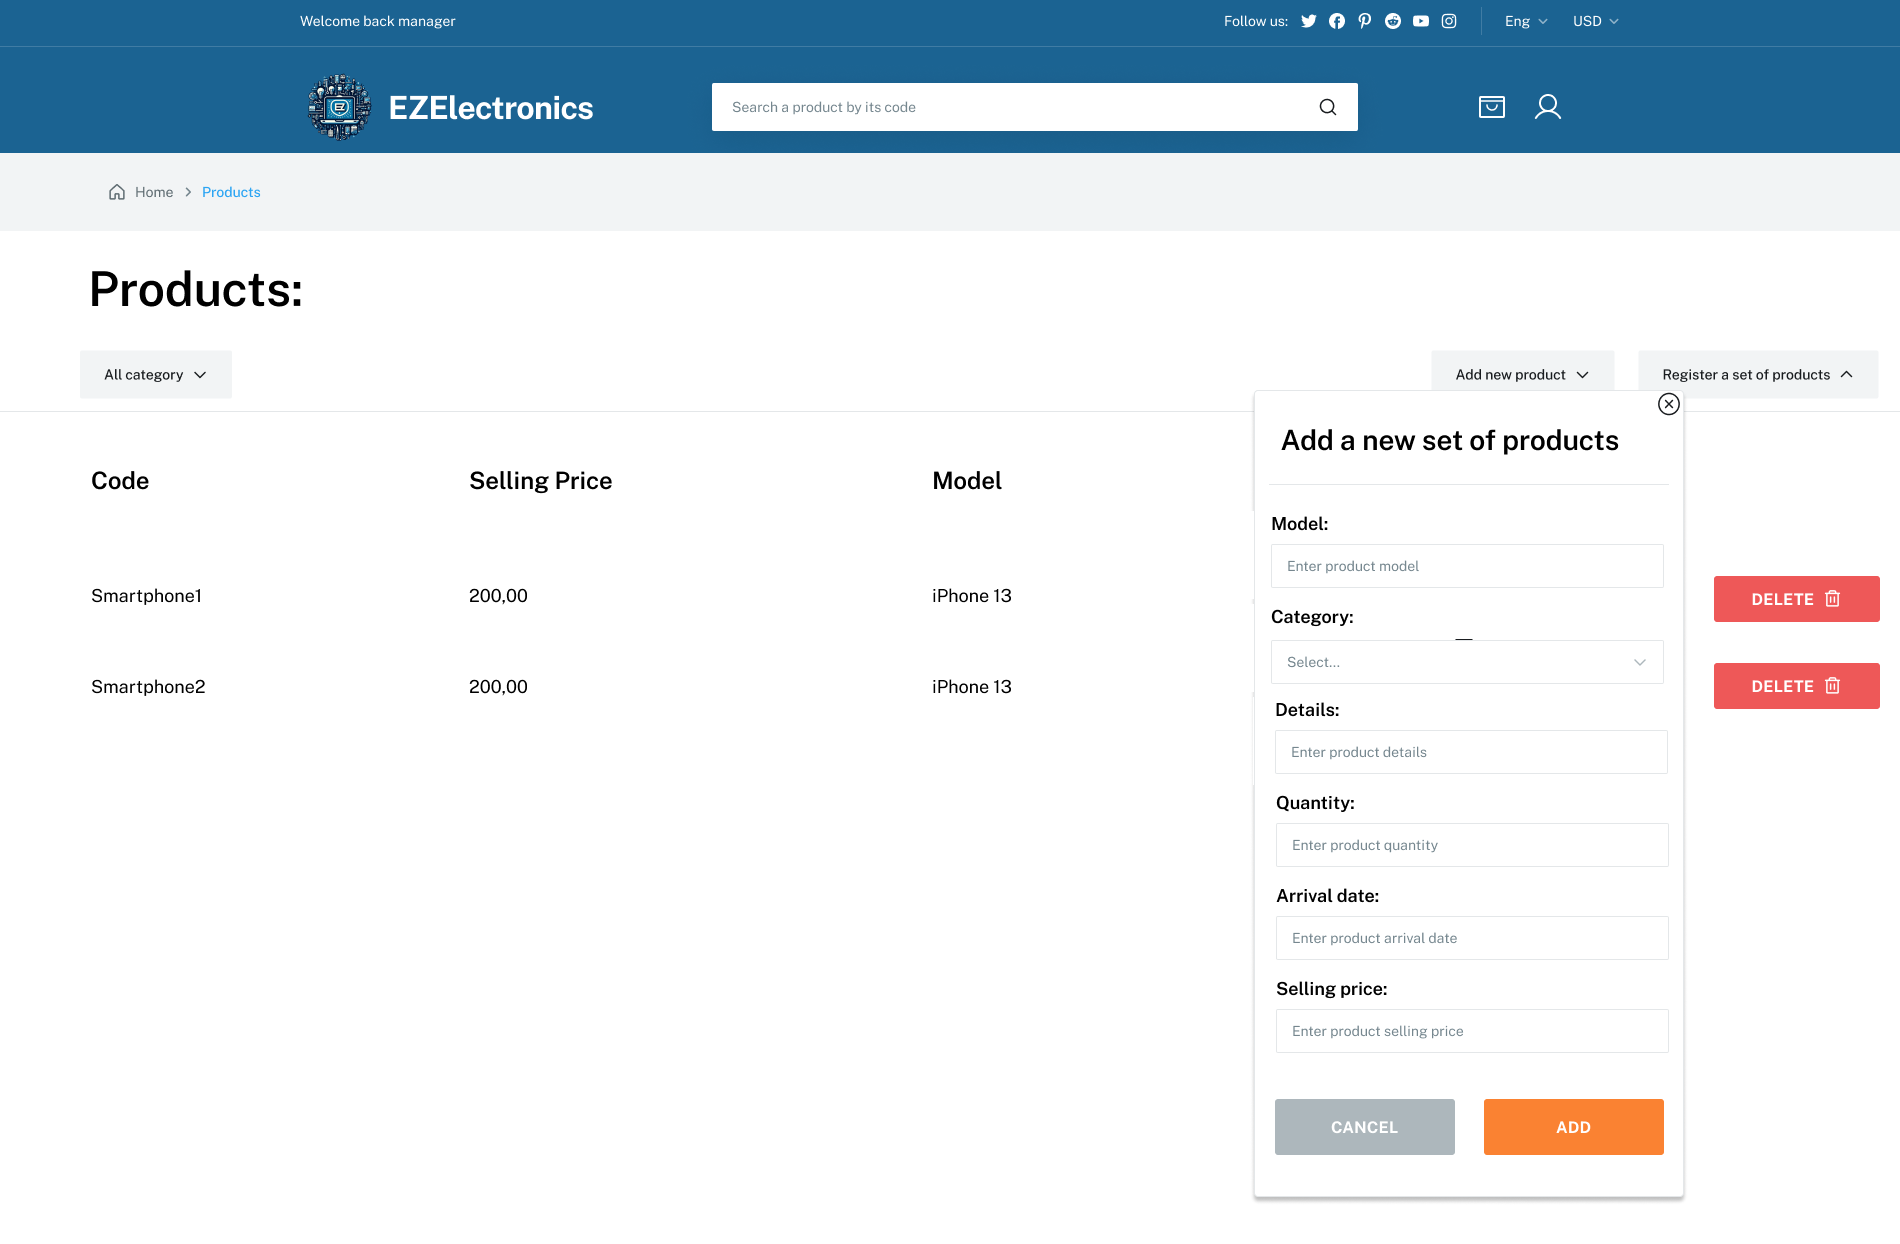 Welcome back manager
Follow us:
Eng
USD
EZ
EZElectronics
Search a product by its code
Home
Products
Products:
All category
Add new product
Register a set of products
Add a new set of products
Code
Selling Price
Model
Model:
Enter product model
Smartphone1
200,00
iPhone 13
DELETE
Category:
Select...
Smartphone2
200,00
iPhone 13
DELETE
Details:
Enter product details
Quantity:
Enter product quantity
Arrival date:
Enter product arrival date
Selling price:
Enter product selling price
CANCEL
ADD